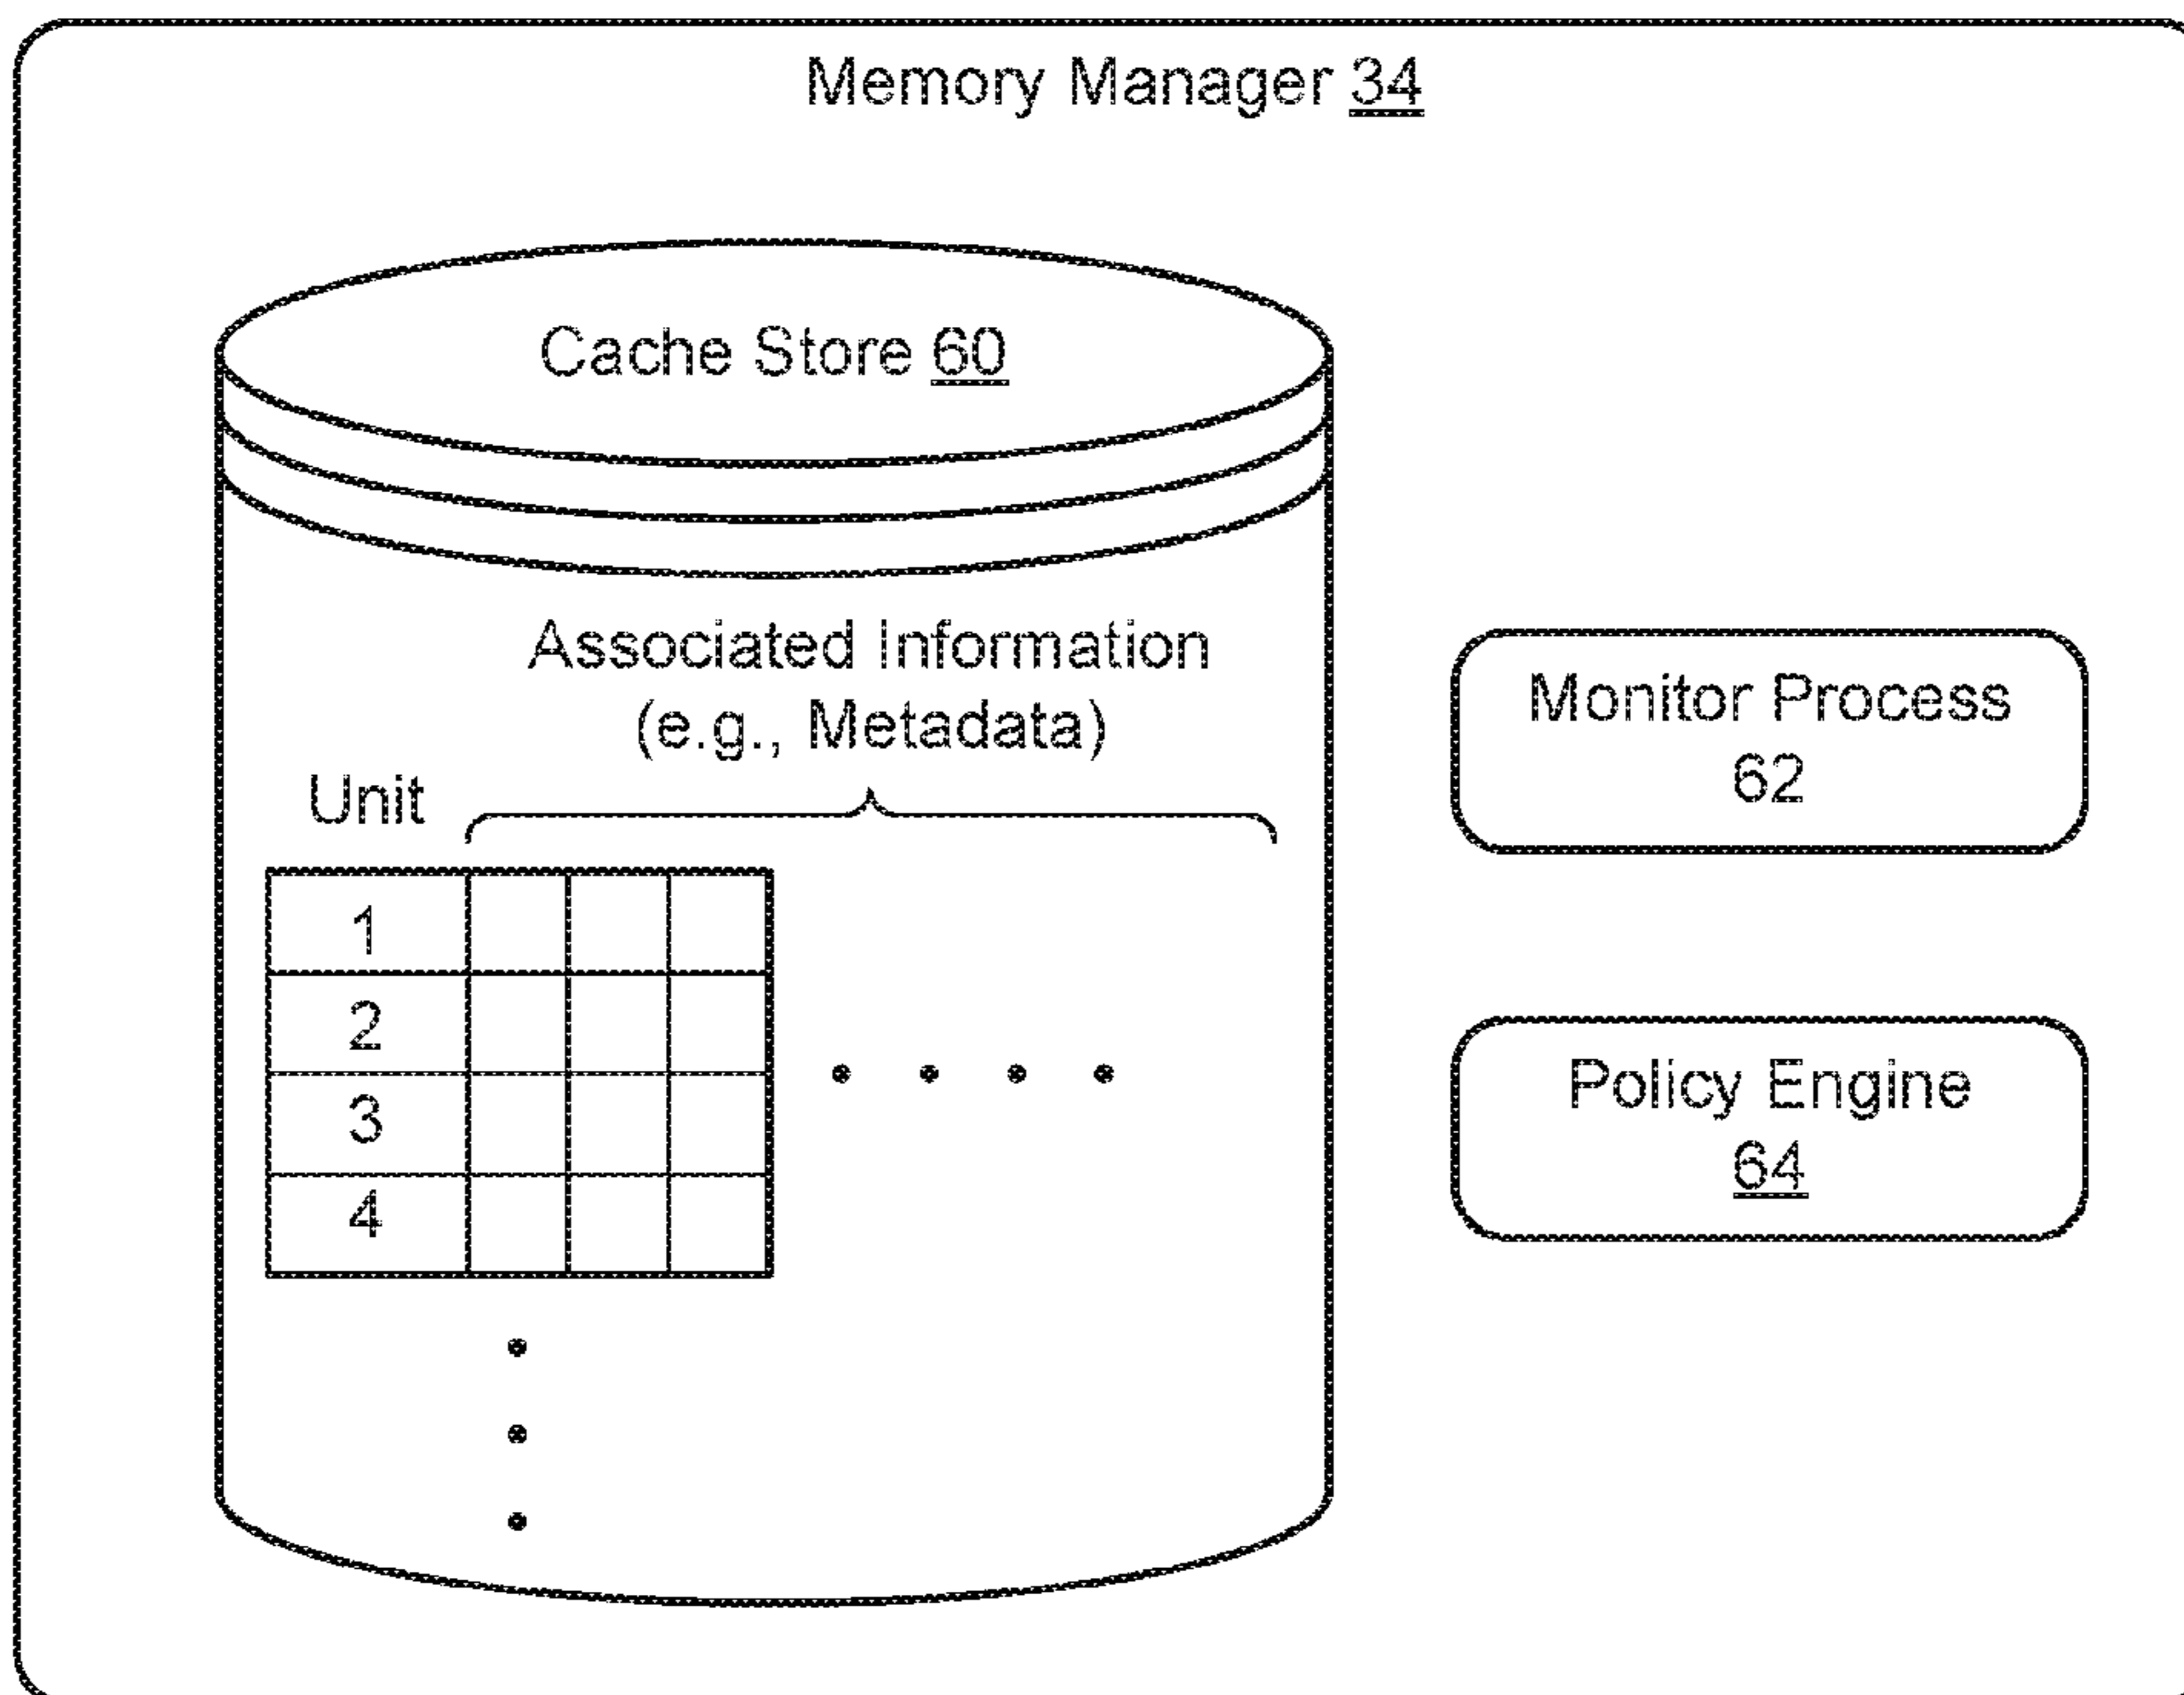 Memory Manager 34
Cache Store 60
Associated Information
(e.g., Metadata)
Unit
1
2
3
4
Monitor Process
62
Policy Engine
64